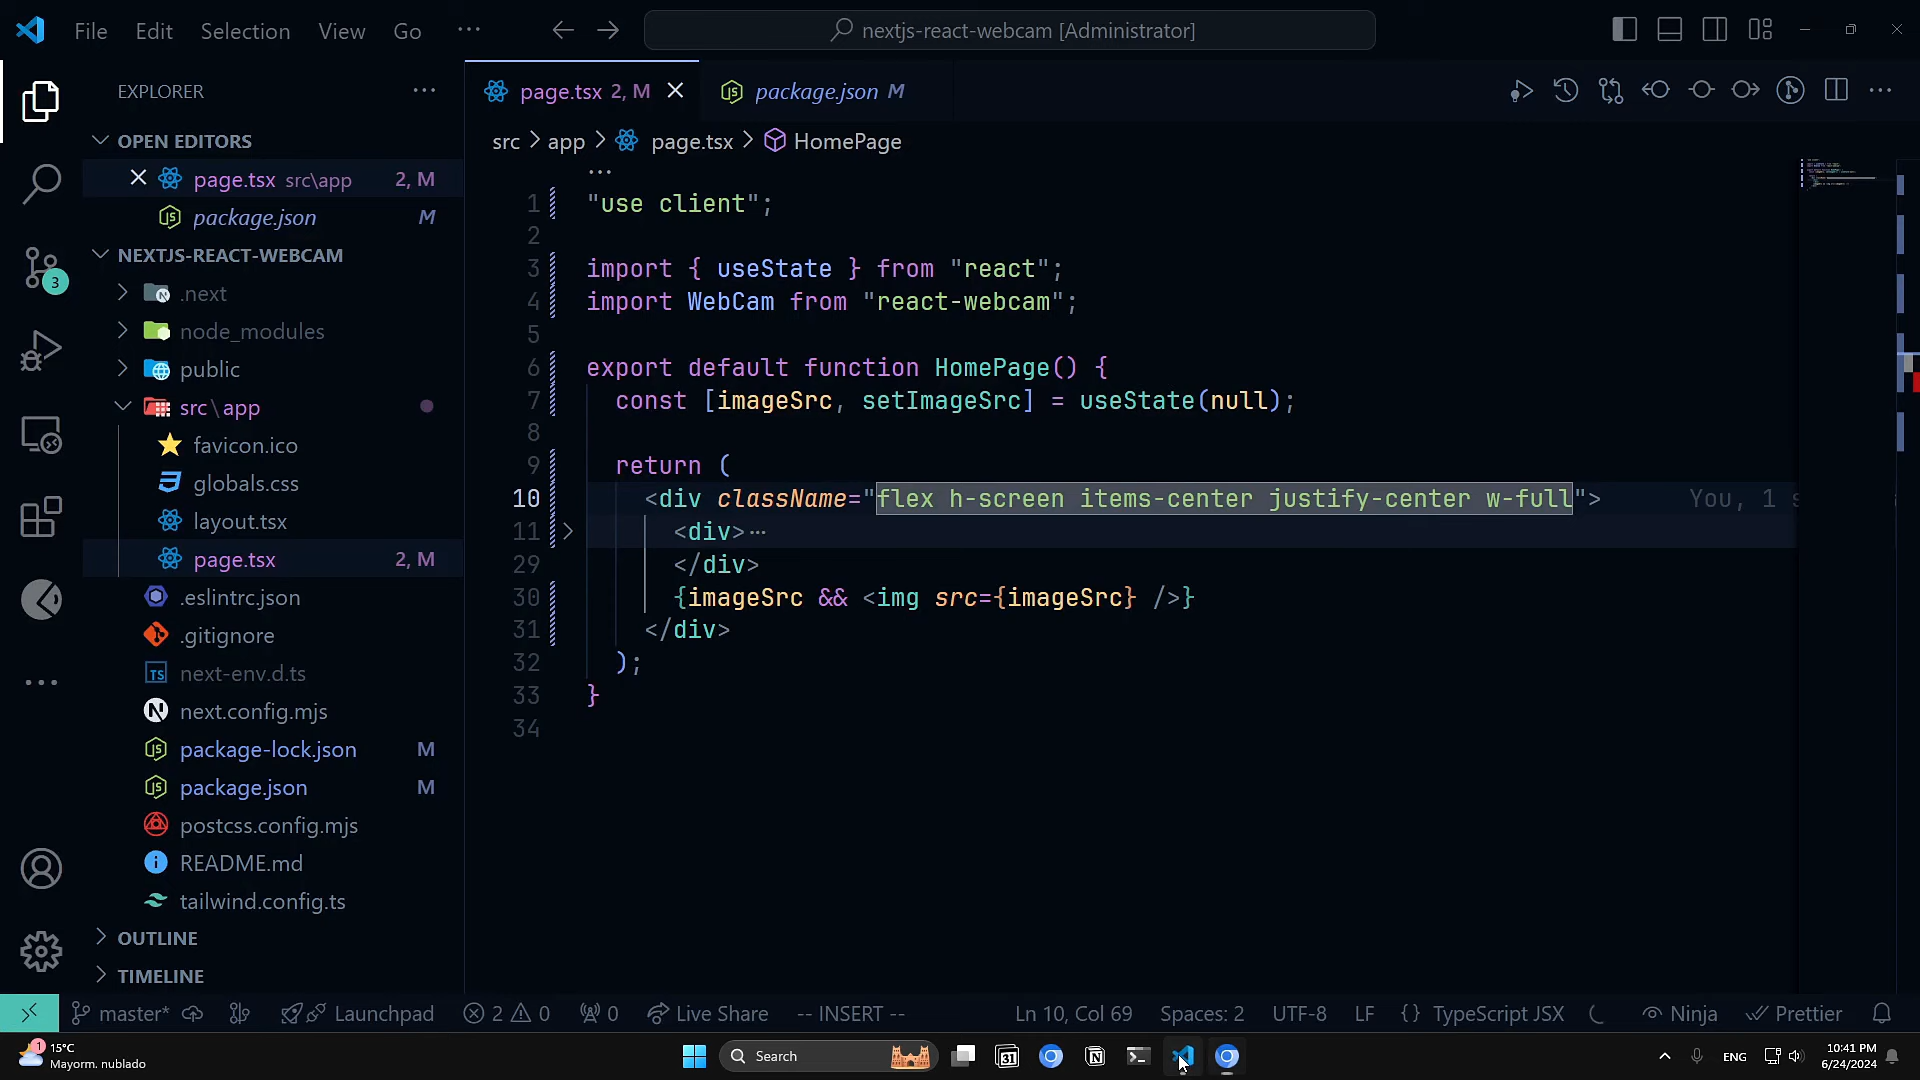 File Edit Selection View Go ···
nextjs-react-webcam [Administrator]
EXPLORER
OPEN EDITORS
page.tsx src\app 2, M
package.json M
NEXTJS-REACT-WEBCAM
.next
node_modules
public
src\app
favicon.ico
globals.css
layout.tsx
page.tsx 2, M
.eslintrc.json
.gitignore
TS next-env.d.ts
next.config.mjs
package-lock.json M
package.json M
postcss.config.mjs
README.md
tailwind.config.ts
OUTLINE
TIMELINE
3
page.tsx 2, M
package.json M
src > app > page.tsx > HomePage
1 "use client";
2
3 import { useState } from "react";
4 import WebCam from "react-webcam";
5
6 export default function HomePage() {
7 const [imageSrc, setImageSrc] = useState(null);
8
9 return (
10 <div className="flex h-screen items-center justify-center w-full"> You, 1
11 <div>···
29 </div>
30 {imageSrc && <img src={imageSrc} />}
31 </div>
32 );
33 }
34
master* Launchpad 2 0 0 Live Share -- INSERT -- Ln 10, Col 69 Spaces: 2 UTF-8 LF {} TypeScript JSX Ninja Prettier
1 15°C
Mayorm. nublado
Search
31
ENG
10:41 PM
6/24/2024